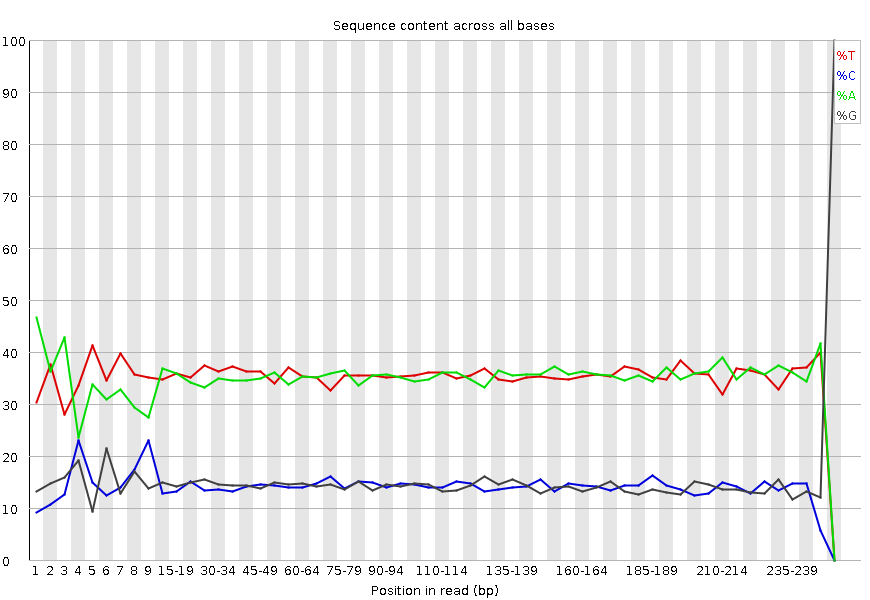 Sequence content across all bases
100
90
80
70
60
50
40
30
20
10
0
%T
%C
%A
%G
1 2 3 4 5 6 7 8 9 15-19 30-34 45-49 60-64 75-79 90-94 110-114 135-139 160-164 185-189 210-214 235-239
Position in read (bp)